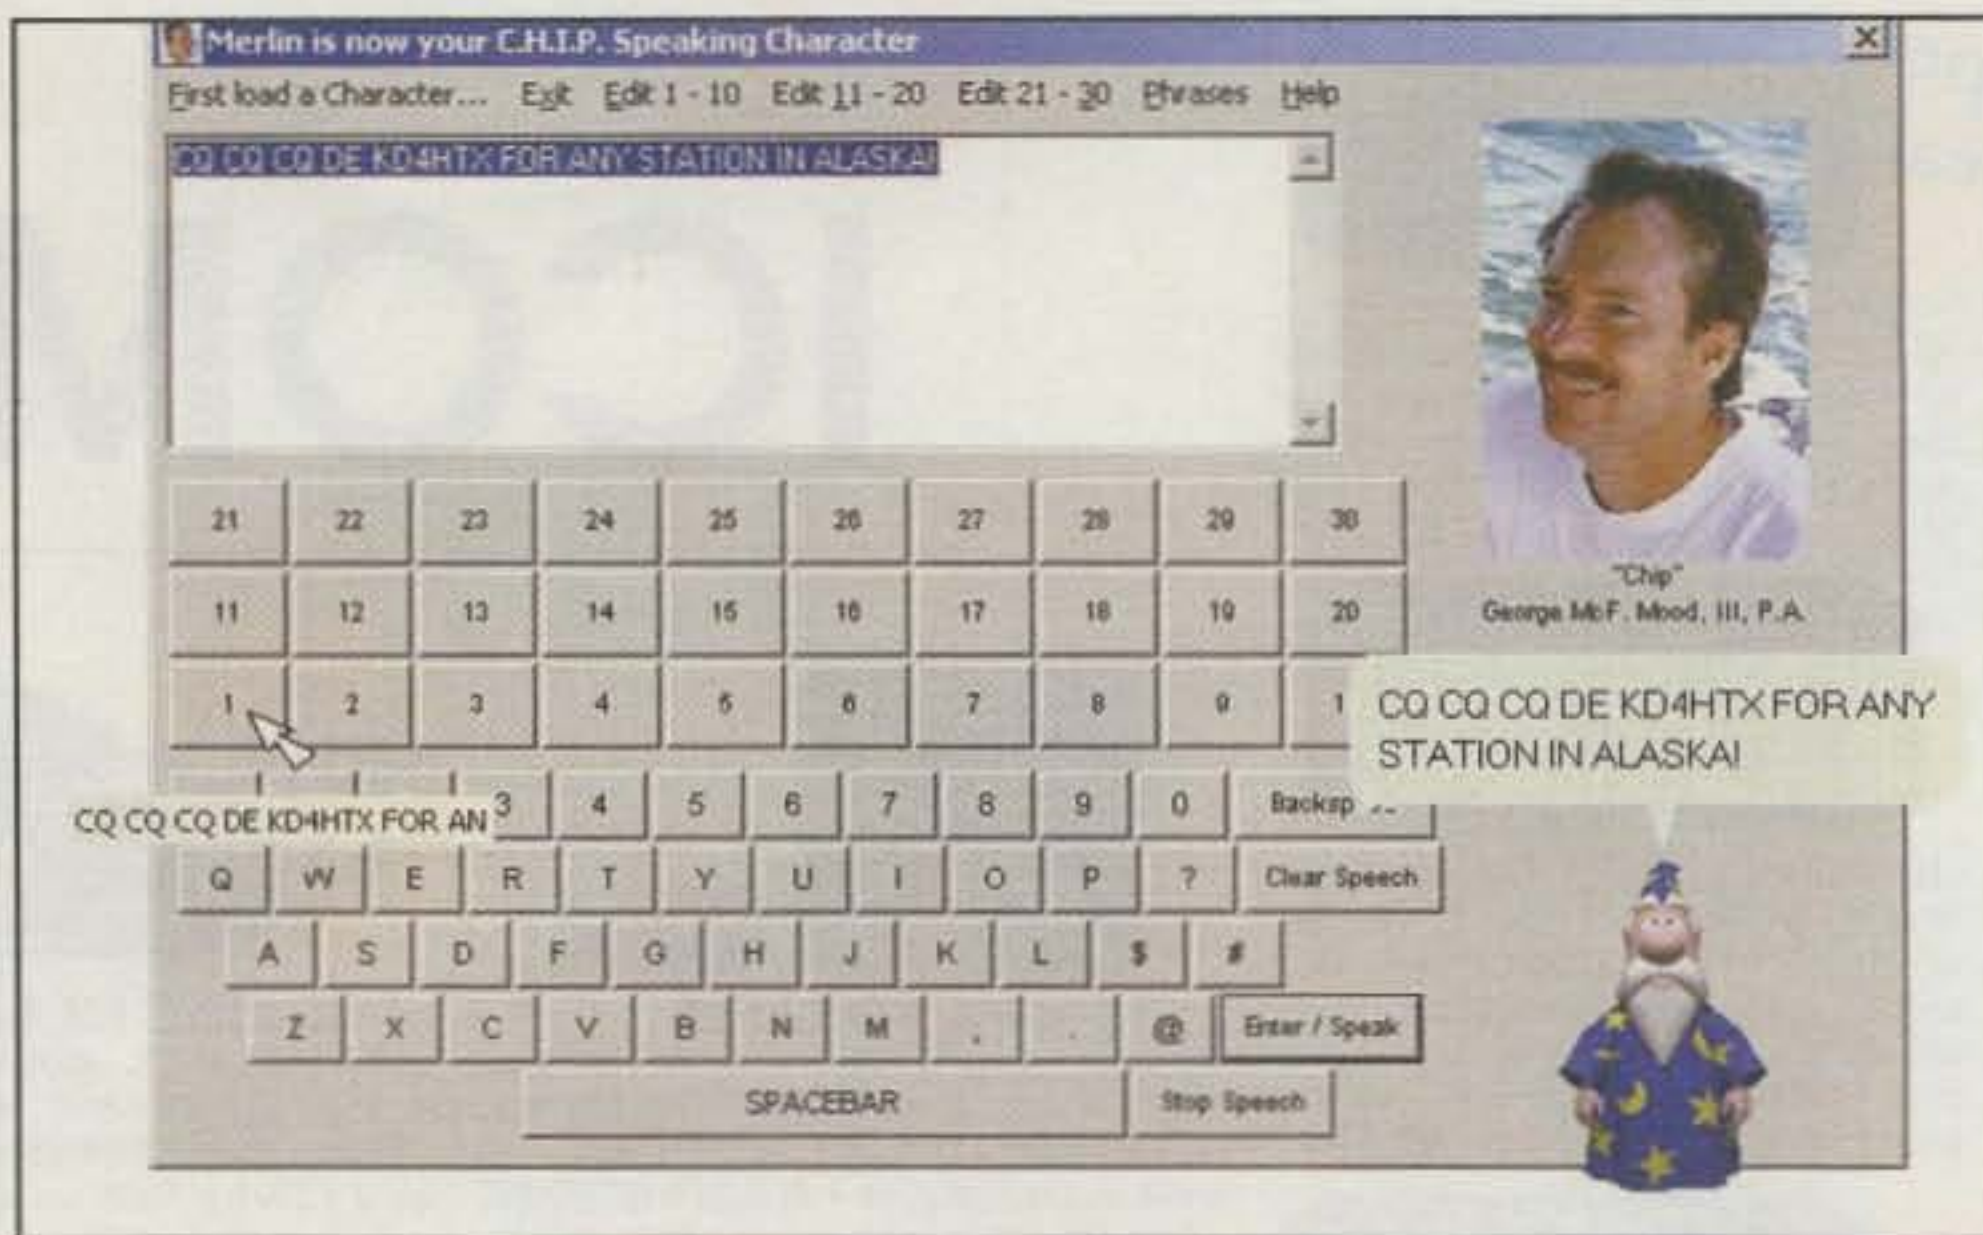 Merlin is now your C.H.I.P. Speaking Character
First load a Character... Exit Edit 1 - 10 Edit 11 - 20 Edit 21 - 30 Phrases Help
CQ CQ CQ DE KD4HTX FOR ANY STATION IN ALASKA!
21 22 23 24 25 26 27 28 29 30
"Chip"
George McF. Mood, III, P.A.
11 12 13 14 15 16 17 18 19 20
1 2 3 4 5 6 7 8 9 1
CQ CQ CQ DE KD4HTX FOR ANY
STATION IN ALASKA!
3 4 5 6 7 8 9 0 Backsp
CQ CQ CQ DE KD4HTX FOR AN
Q W E R T Y U I O P ? Clear Speech
A S D F G H J K L $ #
Z X C V B N M , . @ Enter / Speak
SPACEBAR Stop Speech